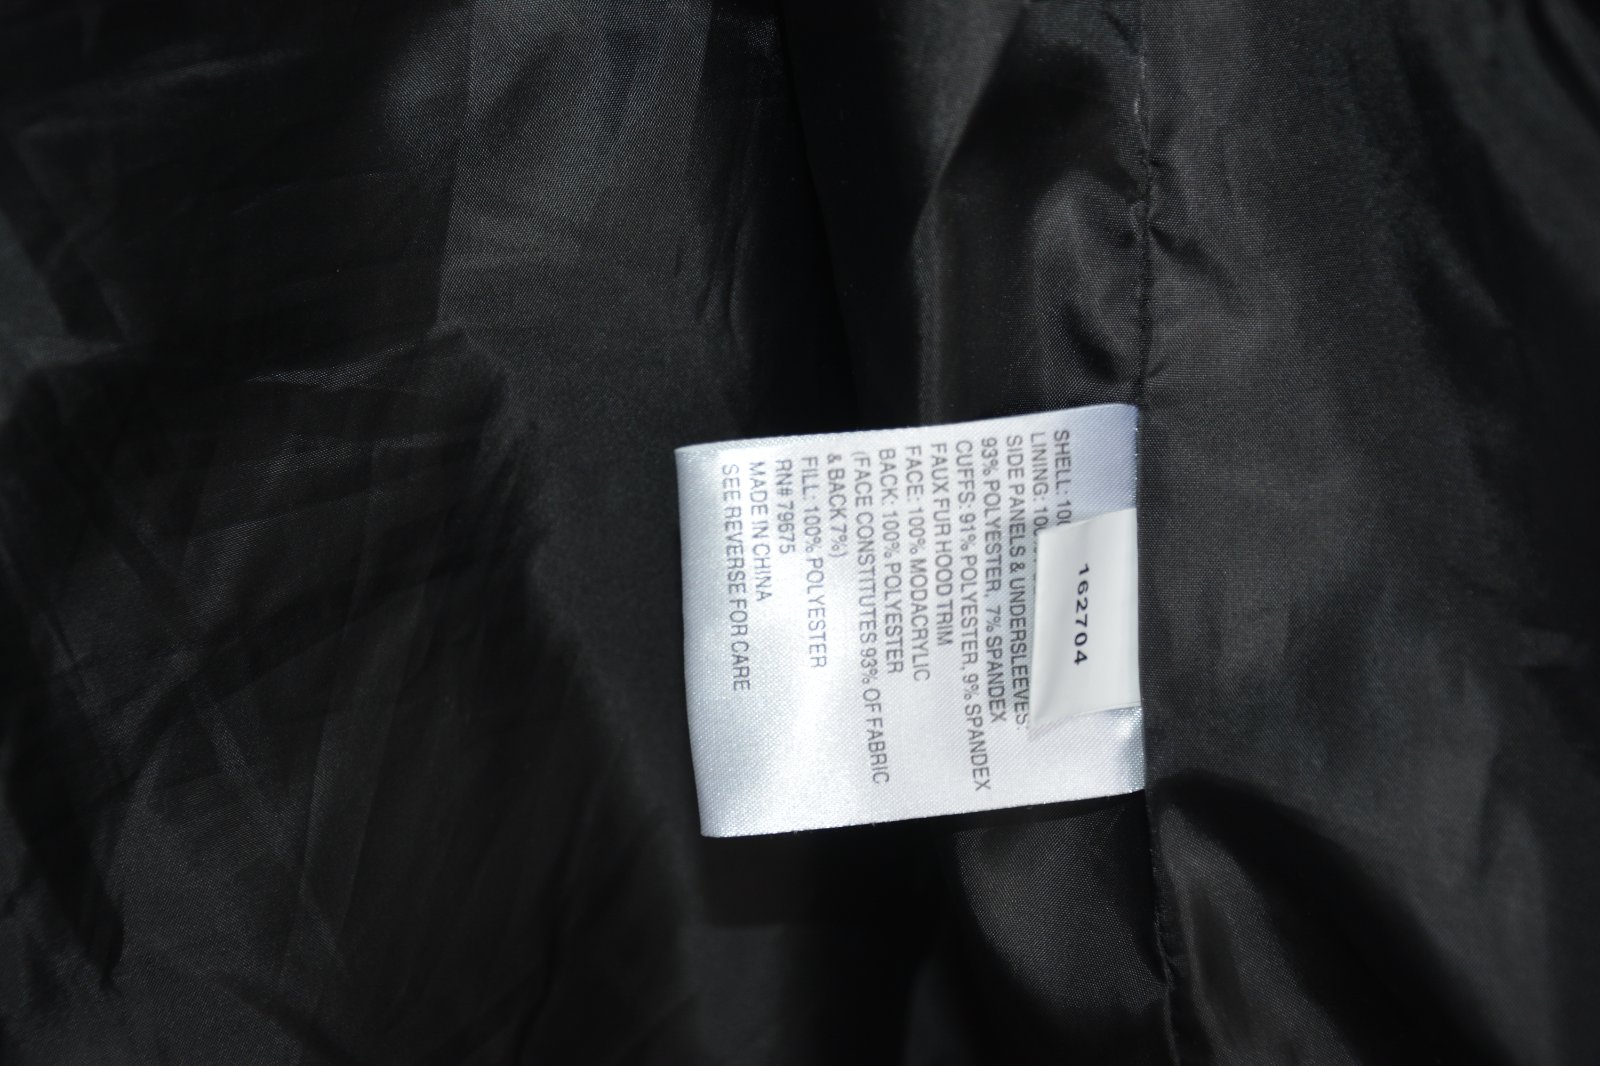 SHELL: 10
LINING: 10
SIDE PANELS & UNDERSLEEVES:
93% POLYESTER, 7% SPANDEX
CUFFS: 91% POLYESTER, 9% SPANDEX
FAUX FUR HOOD TRIM
FACE: 100% MODACRYLIC
BACK: 100% POLYESTER
(FACE CONSTITUTES 93% OF FABRIC
& BACK 7%)
FILL: 100% POLYESTER
RN# 79675
MADE IN CHINA
SEE REVERSE FOR CARE
162704